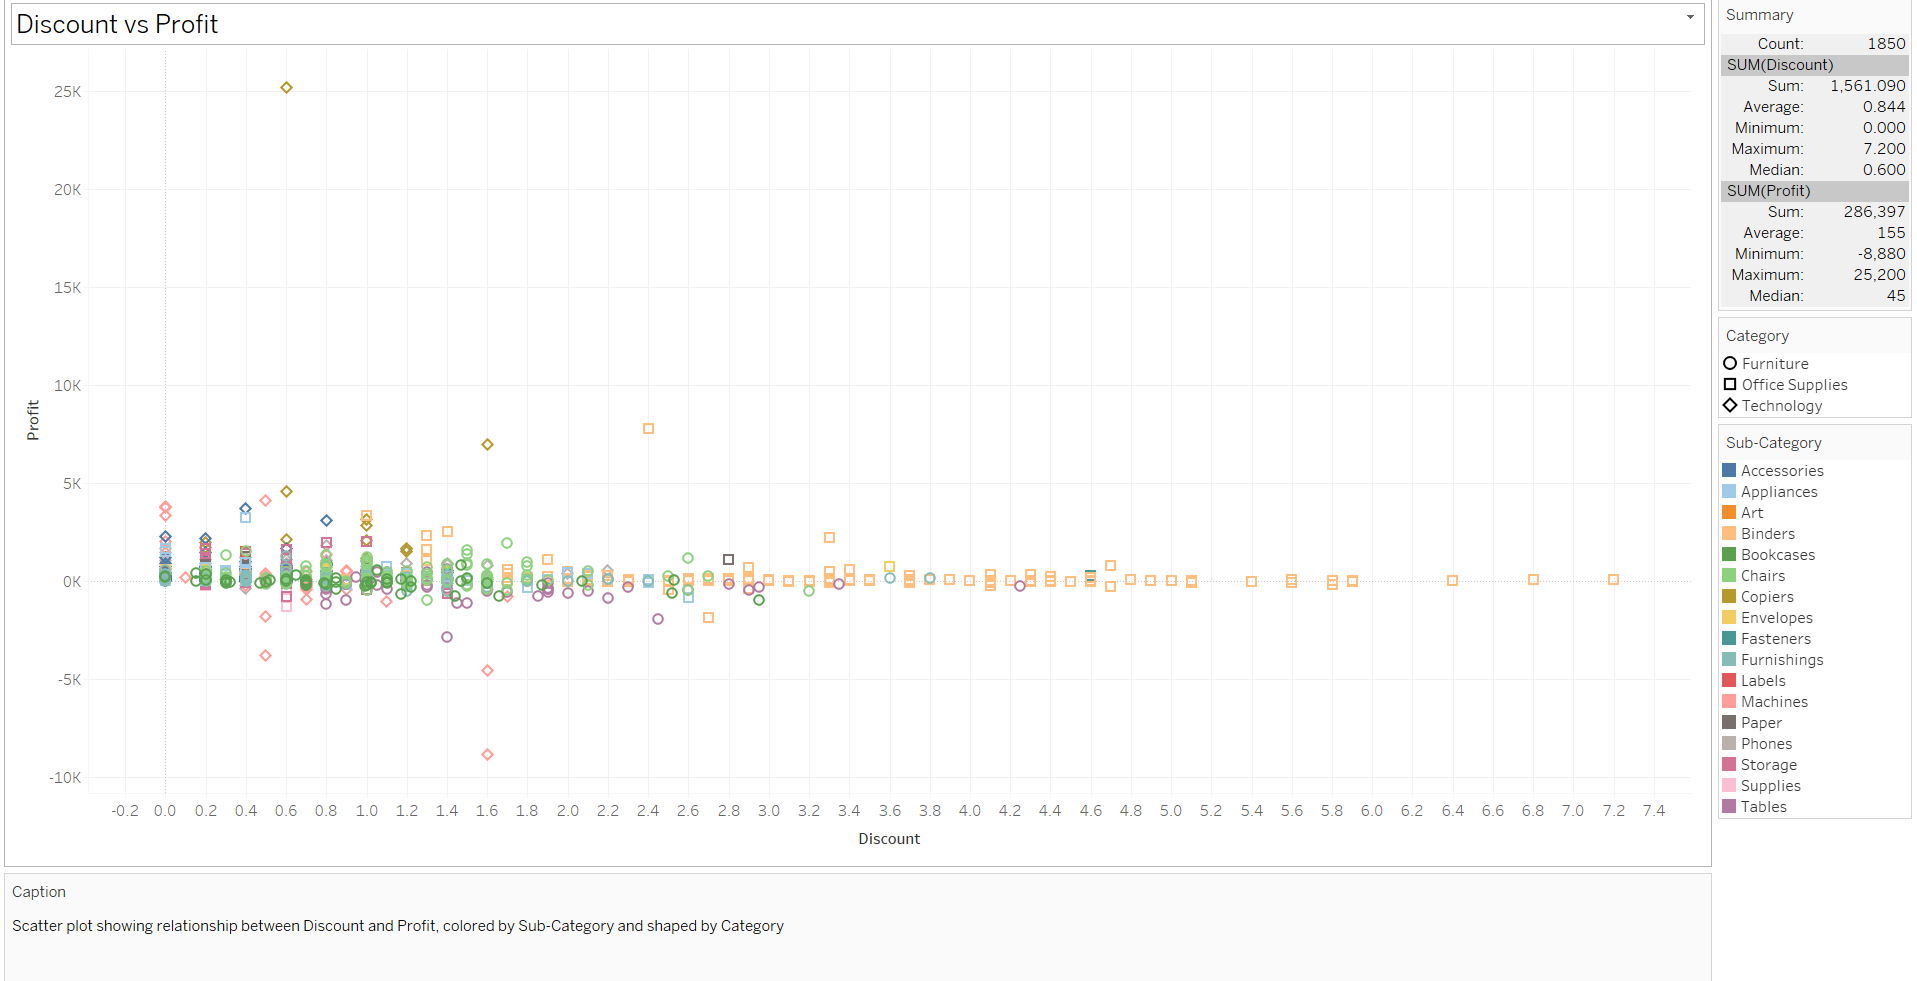 Discount vs Profit
25K
20K
15K
10K
5K
0K
-5K
-10K
Profit
-0.2 0.0 0.2 0.4 0.6 0.8 1.0 1.2 1.4 1.6 1.8 2.0 2.2 2.4 2.6 2.8 3.0 3.2 3.4 3.6 3.8 4.0 4.2 4.4 4.6 4.8 5.0 5.2 5.4 5.6 5.8 6.0 6.2 6.4 6.6 6.8 7.0 7.2 7.4
Discount
Summary
Count: 1850
SUM(Discount)
Sum: 1,561.090
Average: 0.844
Minimum: 0.000
Maximum: 7.200
Median: 0.600
SUM(Profit)
Sum: 286,397
Average: 155
Minimum: -8,880
Maximum: 25,200
Median: 45
Category
Furniture
Office Supplies
Technology
Sub-Category
Accessories
Appliances
Art
Binders
Bookcases
Chairs
Copiers
Envelopes
Fasteners
Furnishings
Labels
Machines
Paper
Phones
Storage
Supplies
Tables
Caption
Scatter plot showing relationship between Discount and Profit, colored by Sub-Category and shaped by Category